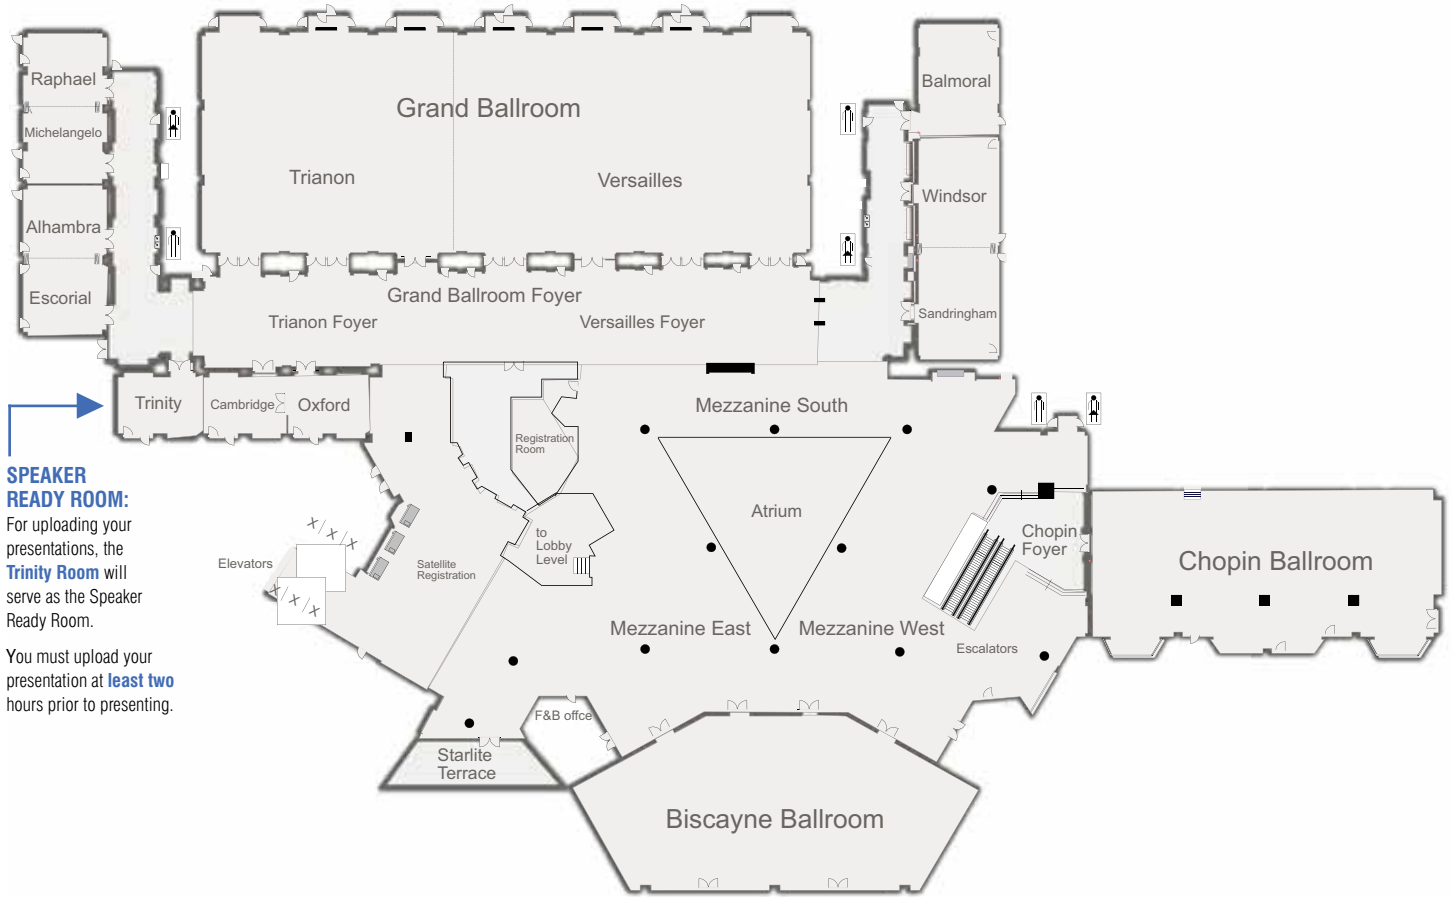 Raphael
Michelangelo
Alhambra
Escorial
Grand Ballroom
Trianon
Versailles
Balmoral
Windsor
Sandringham
Grand Ballroom Foyer
Trianon Foyer
Versailles Foyer
Trinity
Cambridge
Oxford
Registration
Room
Mezzanine South
SPEAKER
READY ROOM:
For uploading your
presentations, the
Trinity Room will
serve as the Speaker
Ready Room.
You must upload your
presentation at least two
hours prior to presenting.
X / X / X
Elevators
X / X / X
Satellite
Registration
to
Lobby
Level
Atrium
Chopin
Foyer
Chopin Ballroom
Mezzanine East
Mezzanine West
Escalators
F&B offce
Starlite
Terrace
Biscayne Ballroom